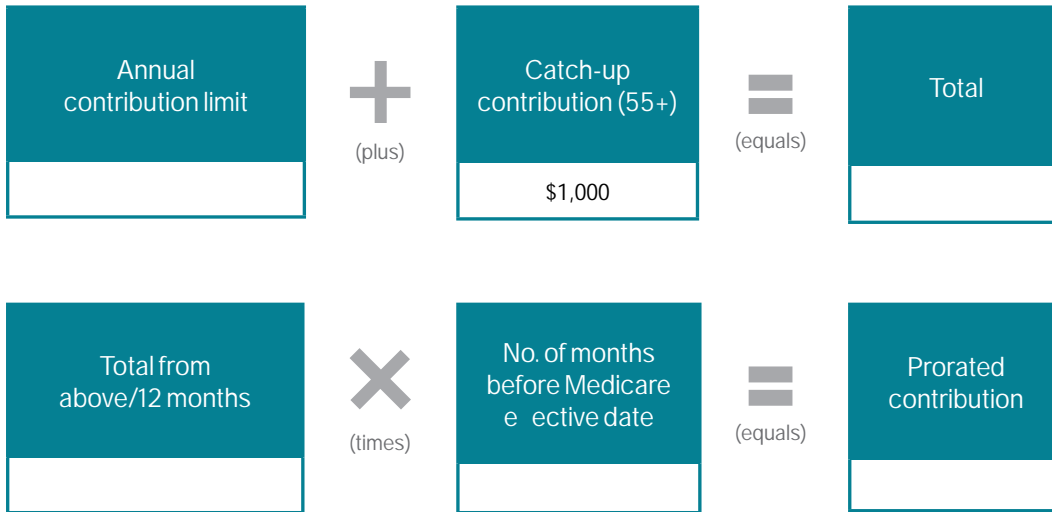 Annual
contribution limit
(plus)
Catch-up
contribution (55+)
$1,000
(equals)
Total
Total from
above/12 months
(times)
No. of months
before Medicare
e ective date
(equals)
Prorated
contribution